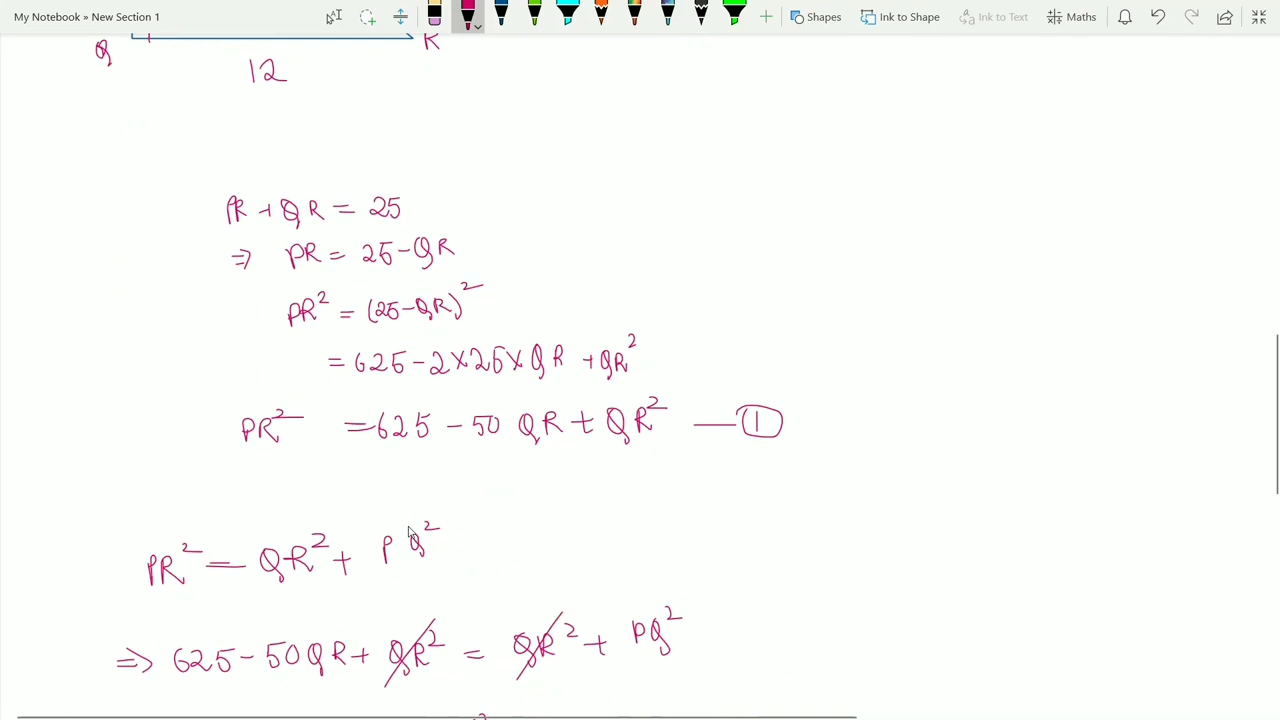 My Notebook » New Section 1
Shapes
Ink to Shape
Ink to Text
Maths
Q
R
12
PR + QR = 25
⇒ PR = 25 - QR
PR² = (25-QR)²
= 625 - 2×25×QR + QR²
PR² = 625 - 50 QR + QR² — ①
PR² = QR² + PQ²
⇒ 625 - 50QR + QR² = QR² + PQ²